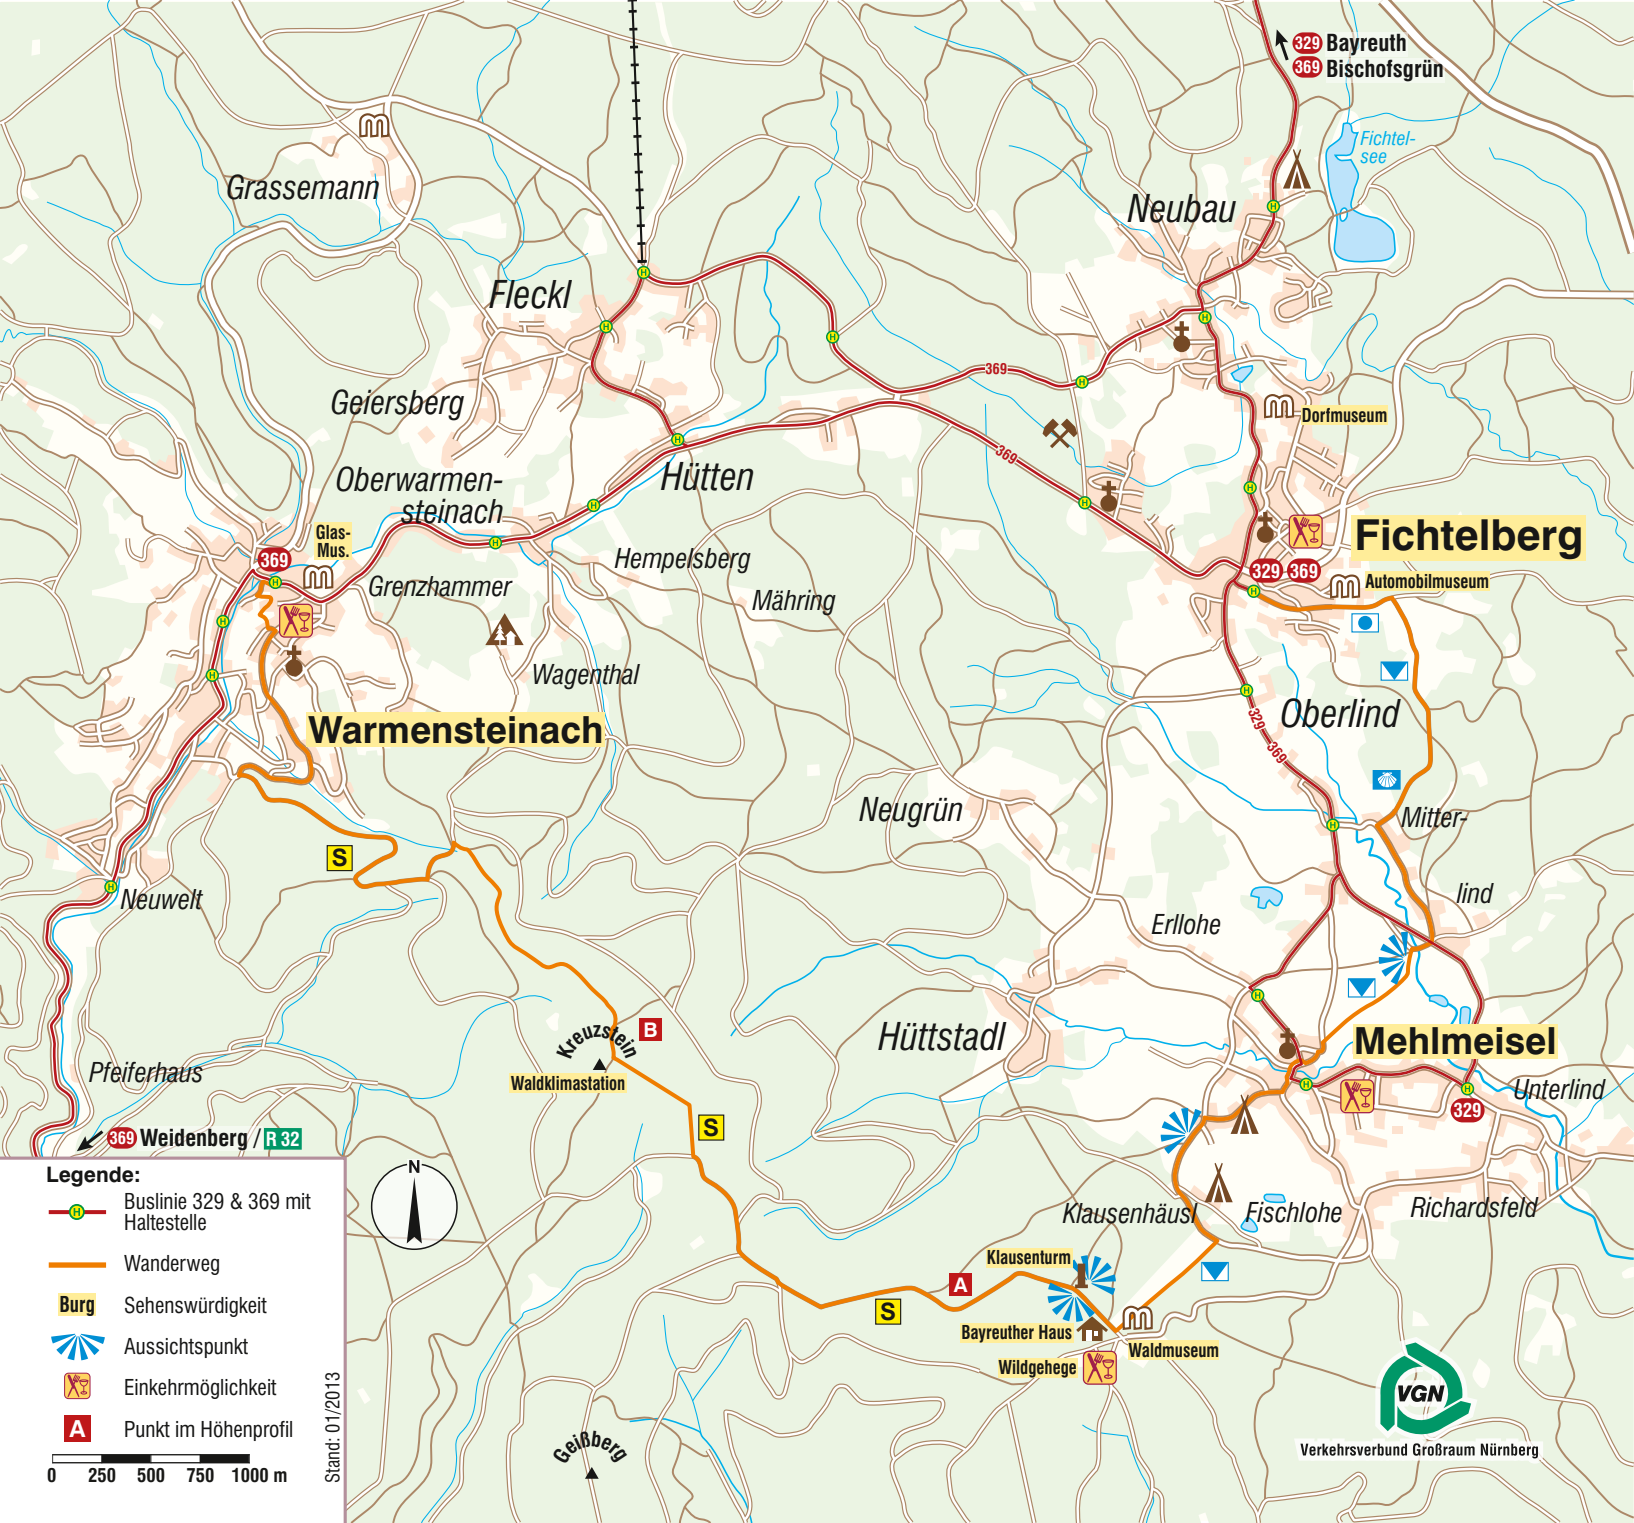 329 Bayreuth
369 Bischofsgrün
Fichtel-
see
Grassemann
Neubau
Fleckl
369
Geiersberg
Dorfmuseum
369
Oberwarmen-
steinach
Hütten
Glas-
Mus.
Fichtelberg
369
Hempelsberg
329 369
Grenzhammer
Automobilmuseum
Mähring
Wagenthal
Oberlind
329
369
Warmensteinach
Neugrün
Mitter-
S
lind
Neuwelt
Erllohe
Kreuzstein
B
Hüttstadl
Mehlmeisel
Waldklimastation
Pfeiferhaus
Unterlind
329
S
369 Weidenberg / R 32
N
Klausenhäusl
Fischlohe
Richardsfeld
Klausenturm
A
S
Bayreuther Haus
Waldmuseum
Wildgehege
Geißberg
Legende:
H Buslinie 329 & 369 mit
Haltestelle
Wanderweg
Burg Sehenswürdigkeit
Aussichtspunkt
Einkehrmöglichkeit
A Punkt im Höhenprofil
0 250 500 750 1000 m
Stand: 01/2013
VGN
Verkehrsverbund Großraum Nürnberg